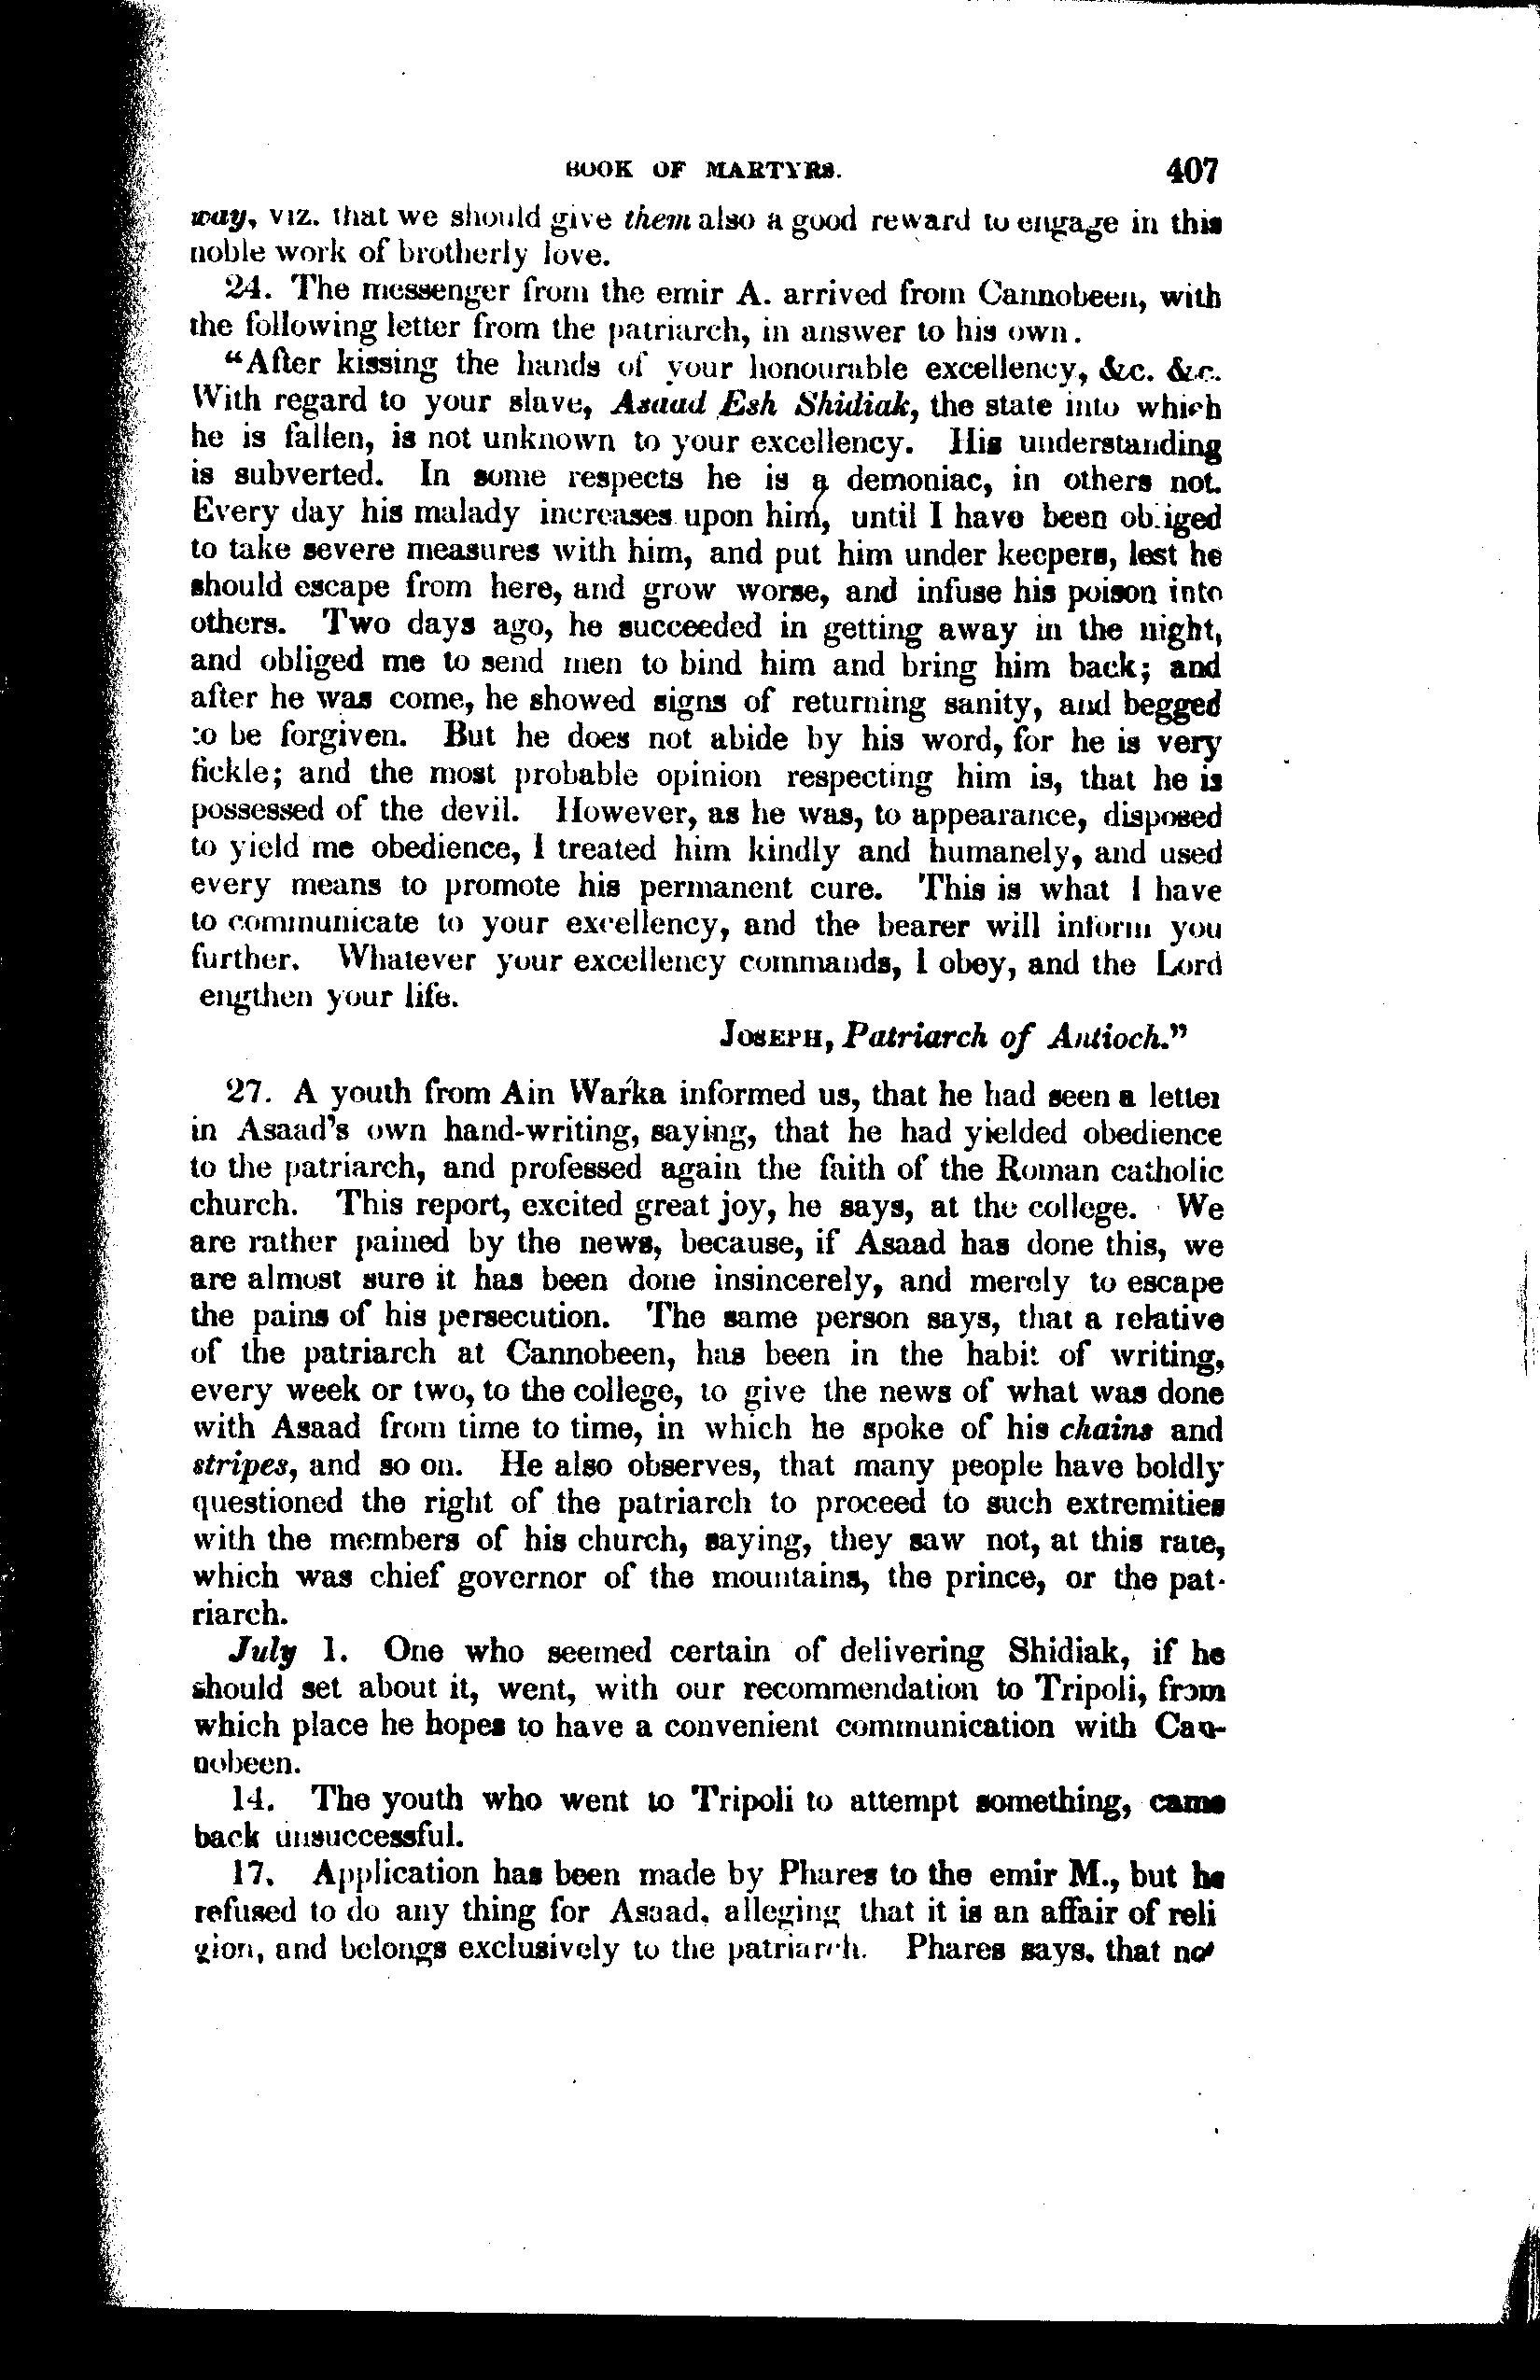 BOOK OF MARTYRS. 407
way, viz. that we should give them also a good reward to engage in this
noble work of brotherly love.
24. The messenger from the emir A. arrived from Cannobeen, with
the following letter from the patriarch, in answer to his own.
“After kissing the hands of your honourable excellency, &c. &c.
With regard to your slave, Asaad Esh Shidiak, the state into which
he is fallen, is not unknown to your excellency. His understanding
is subverted. In some respects he is a demoniac, in others not.
Every day his malady increases upon him, until I have been ob.iged
to take severe measures with him, and put him under keepers, lest he
should escape from here, and grow worse, and infuse his poison into
others. Two days ago, he succeeded in getting away in the night,
and obliged me to send men to bind him and bring him back; and
after he was come, he showed signs of returning sanity, and begged
to be forgiven. But he does not abide by his word, for he is very
fickle; and the most probable opinion respecting him is, that he is
possessed of the devil. However, as he was, to appearance, disposed
to yield me obedience, I treated him kindly and humanely, and used
every means to promote his permanent cure. This is what I have
to communicate to your excellency, and the bearer will inform you
further. Whatever your excellency commands, I obey, and the Lord
engthen your life.
JOSEPH, Patriarch of Antioch.”
27. A youth from Ain Warka informed us, that he had seen a letter
in Asaad's own hand-writing, saying, that he had yielded obedience
to the patriarch, and professed again the faith of the Roman catholic
church. This report, excited great joy, he says, at the college. We
are rather pained by the news, because, if Asaad has done this, we
are almost sure it has been done insincerely, and merely to escape
the pains of his persecution. The same person says, that a relative
of the patriarch at Cannobeen, has been in the habit of writing,
every week or two, to the college, to give the news of what was done
with Asaad from time to time, in which he spoke of his chains and
stripes, and so on. He also observes, that many people have boldly
questioned the right of the patriarch to proceed to such extremities
with the members of his church, saying, they saw not, at this rate,
which was chief governor of the mountains, the prince, or the pat-
riarch.
July 1. One who seemed certain of delivering Shidiak, if he
should set about it, went, with our recommendation to Tripoli, from
which place he hopes to have a convenient communication with Can-
nobeen.
14. The youth who went to Tripoli to attempt something, came
back unsuccessful.
17. Application has been made by Phares to the emir M., but he
refused to do any thing for Asaad, alleging that it is an affair of reli
gion, and belongs exclusively to the patriarch. Phares says, that not